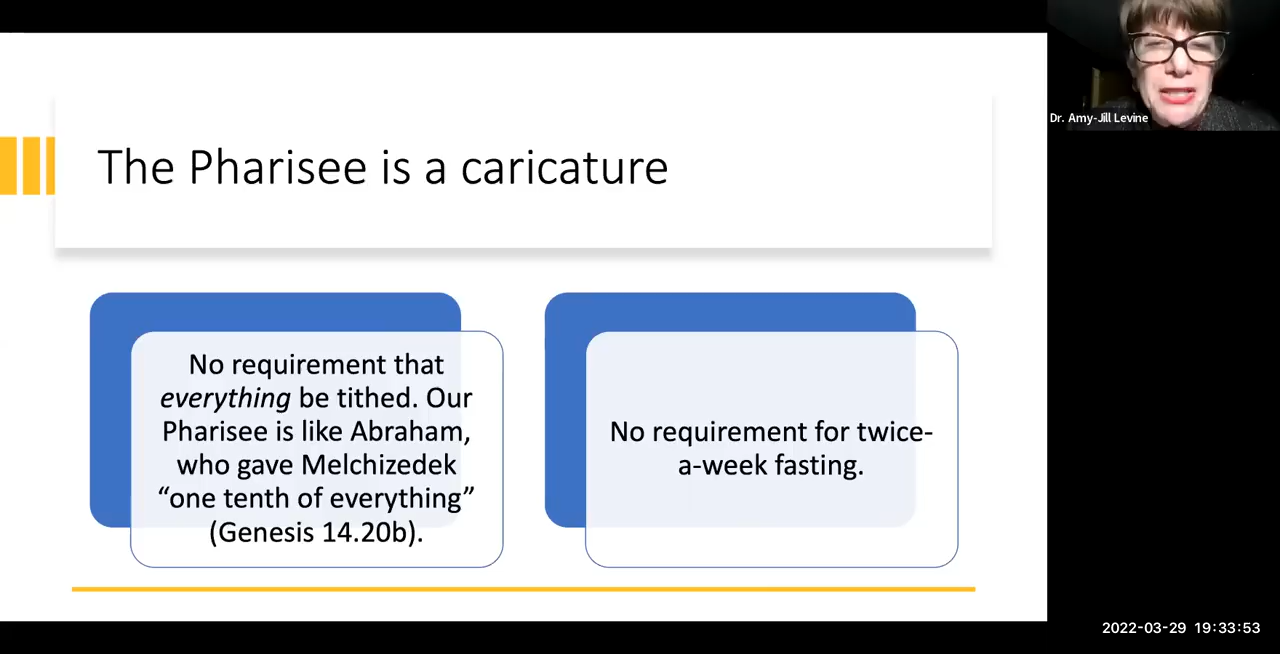 The Pharisee is a caricature
No requirement that
everything be tithed. Our
Pharisee is like Abraham,
who gave Melchizedek
“one tenth of everything”
(Genesis 14.20b).
No requirement for twice-
a-week fasting.
Dr. Amy-Jill Levine
2022-03-29 19:33:53